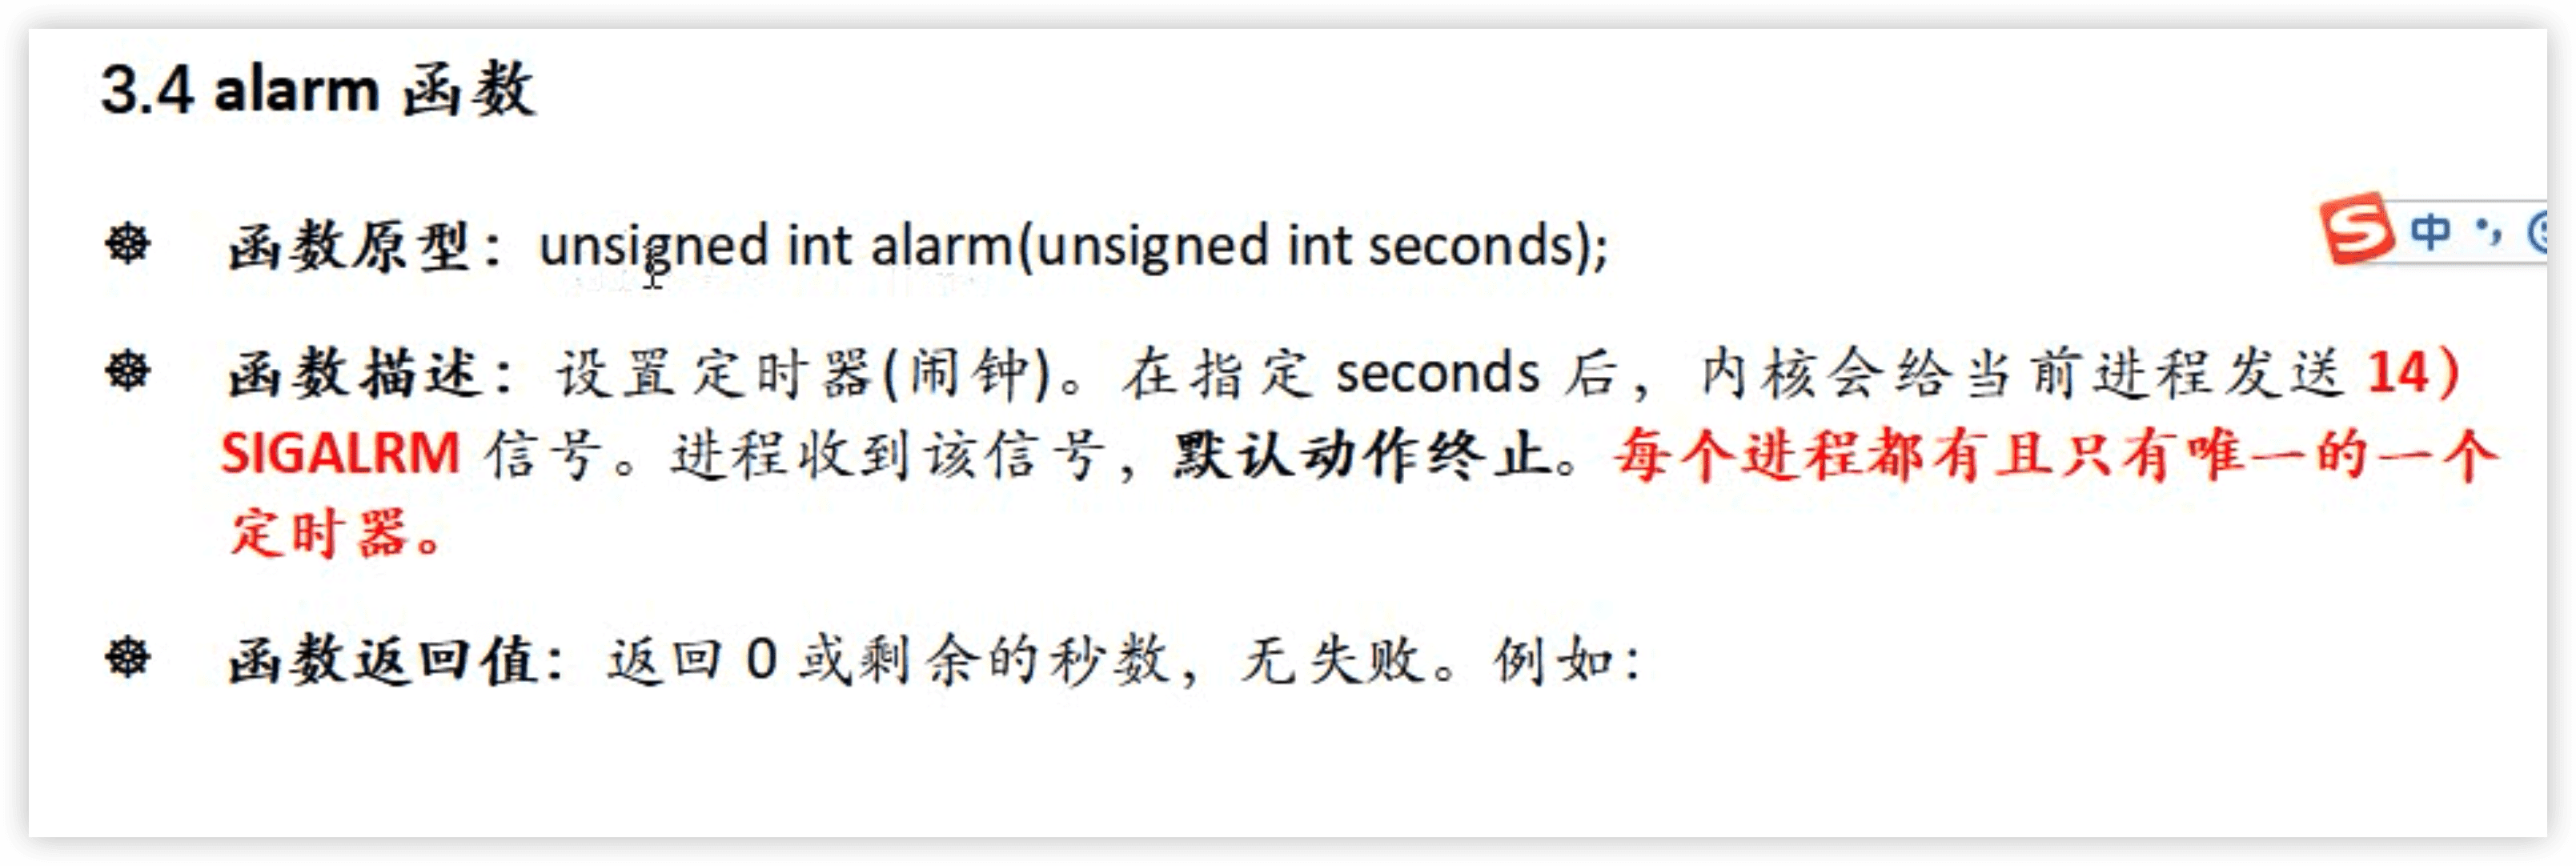 3.4 alarm 函数
函数原型：unsigned int alarm(unsigned int seconds);
中
函数描述：设置定时器(闹钟)。在指定 seconds 后，内核会给当前进程发送 14）
SIGALRM 信号。进程收到该信号，默认动作终止。每个进程都有且只有唯一的一个
定时器。
函数返回值：返回 0 或剩余的秒数，无失败。例如：